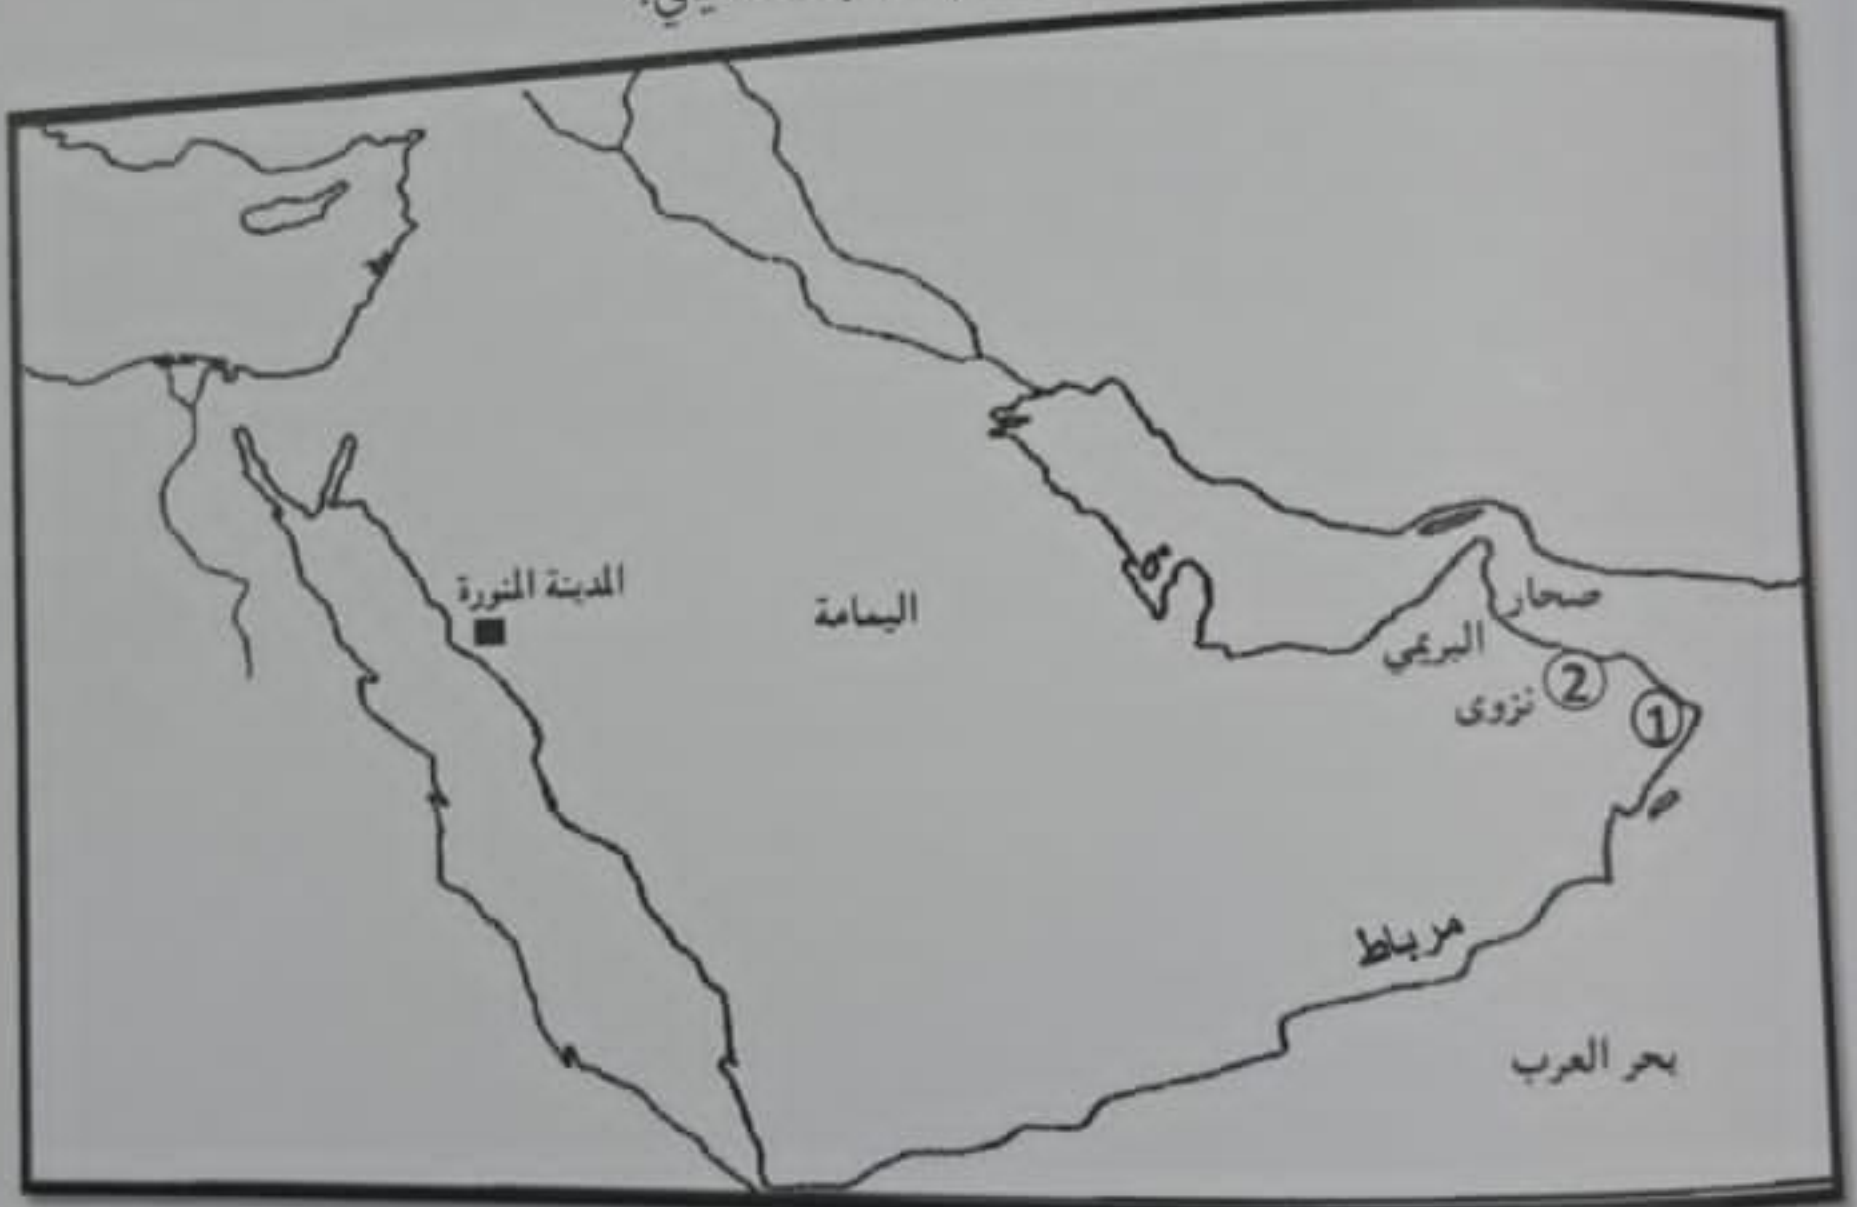 المدينة المنورة
اليمامة
صحار
البريمي
2
نزوى
1
مرباط
بحر العرب